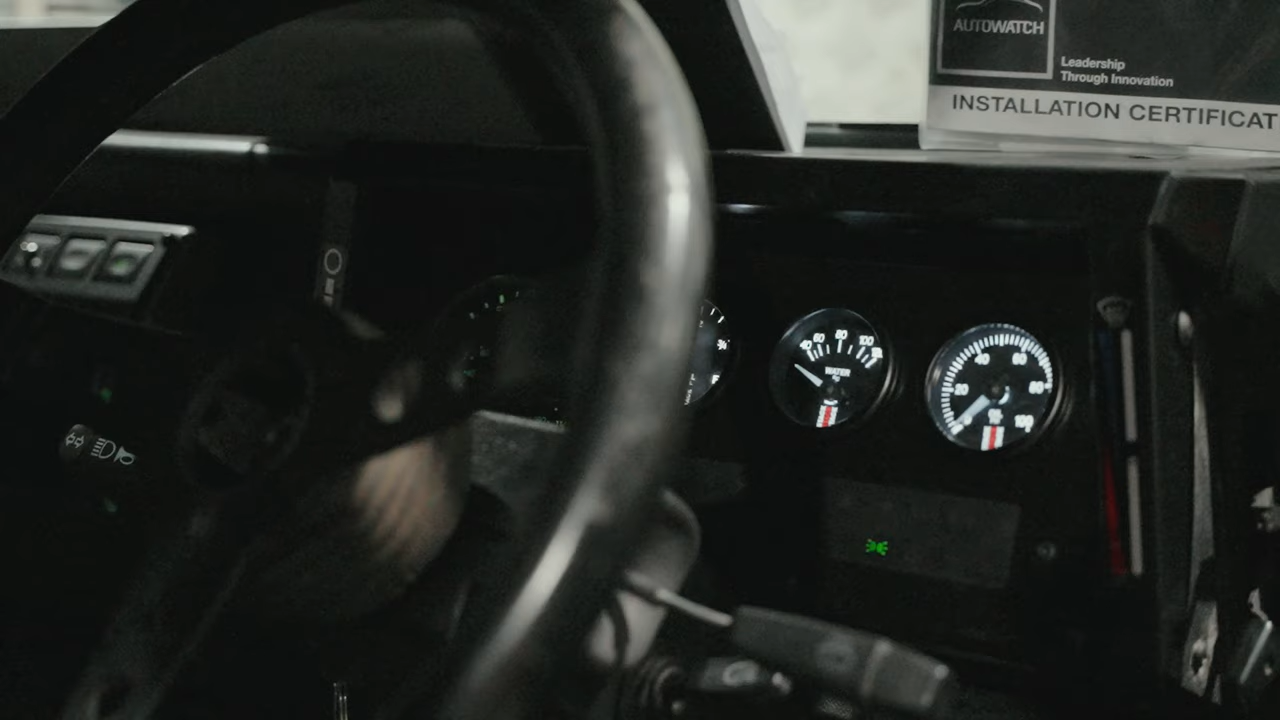 AUTOWATCH
Leadership
Through Innovation
INSTALLATION CERTIFICAT
40 60 80 100
WATER
20 40 60 80 100
%